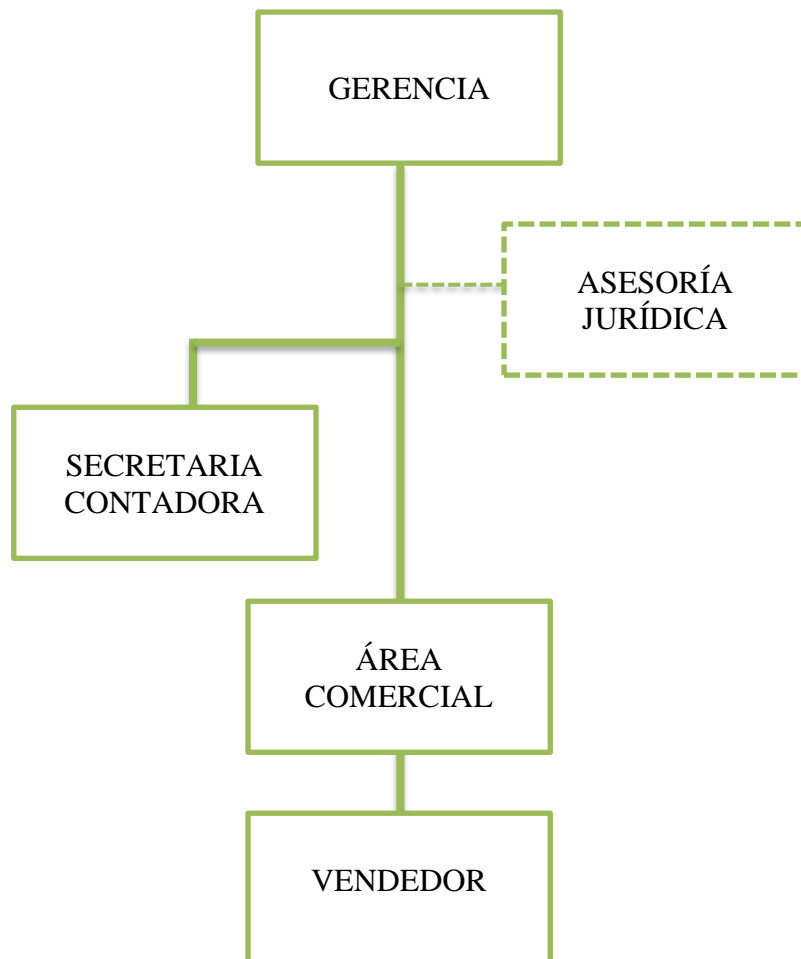 GERENCIA
ASESORÍA
JURÍDICA
SECRETARIA
CONTADORA
ÁREA
COMERCIAL
VENDEDOR